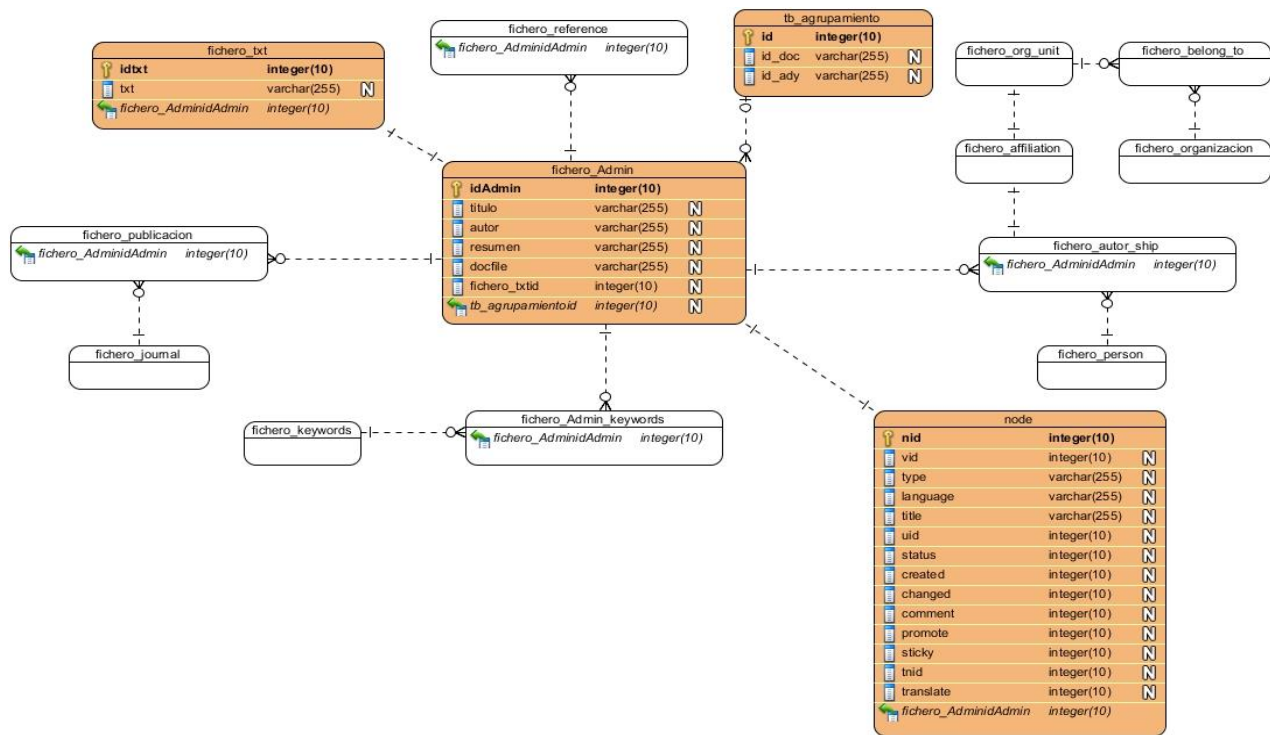 fichero_reference
fichero_AdminidAdmin integer(10)
tb_agrupamiento
id integer(10)
id_doc varchar(255) N
id_ady varchar(255) N
fichero_txt
idtxt integer(10)
txt varchar(255) N
fichero_AdminidAdmin integer(10)
fichero_org_unit
fichero_belong_to
fichero_affiliation
fichero_organizacion
fichero_Admin
idAdmin integer(10)
titulo varchar(255) N
autor varchar(255) N
resumen varchar(255) N
docfile varchar(255) N
fichero_txtid integer(10) N
tb_agrupamientoid integer(10) N
fichero_publicacion
fichero_AdminidAdmin integer(10)
fichero_autor_ship
fichero_AdminidAdmin integer(10)
fichero_journal
fichero_person
fichero_keywords
fichero_Admin_keywords
fichero_AdminidAdmin integer(10)
node
nid integer(10)
vid integer(10) N
type varchar(255) N
language varchar(255) N
title varchar(255) N
uid integer(10) N
status integer(10) N
created integer(10) N
changed integer(10) N
comment integer(10) N
promote integer(10) N
sticky integer(10) N
tnid integer(10) N
translate integer(10) N
fichero_AdminidAdmin integer(10)